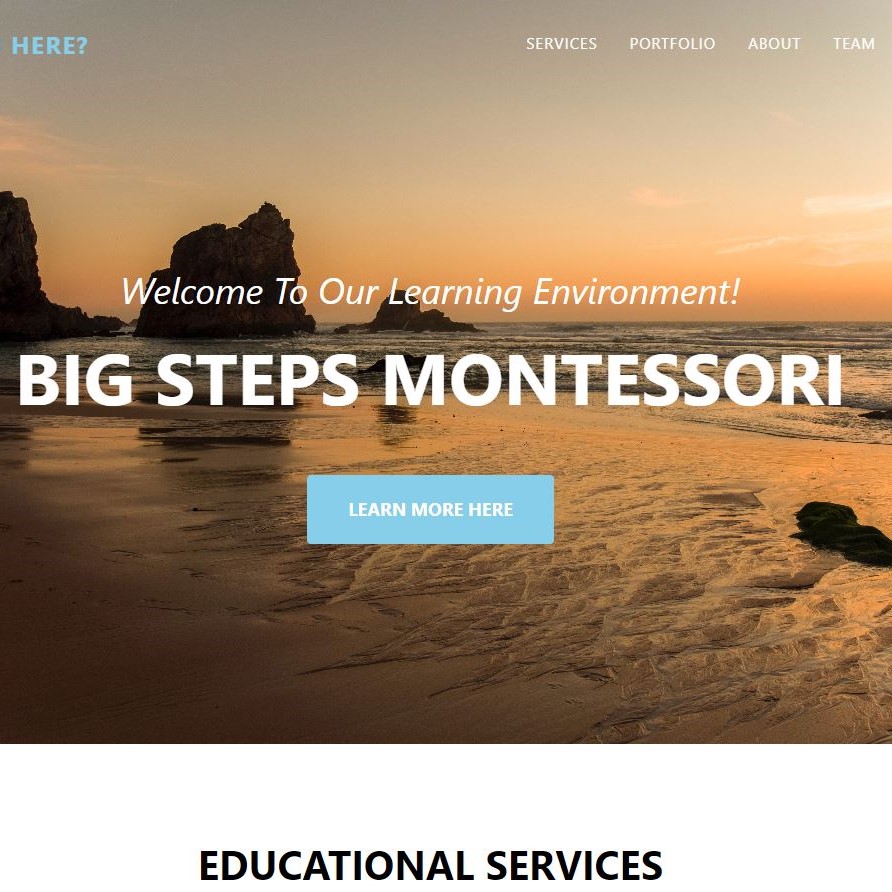 HERE?
SERVICES PORTFOLIO ABOUT TEAM
Welcome To Our Learning Environment!
BIG STEPS MONTESSORI
LEARN MORE HERE
EDUCATIONAL SERVICES